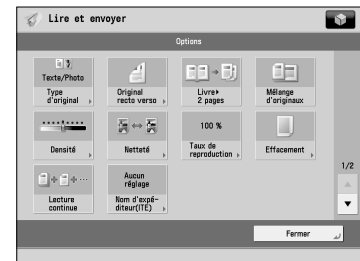 Lire et envoyer
Options
Texte/Photo
Type
d'original
Original
recto verso
Livre▸
2 pages
Mélange
d'originaux
Densité
Netteté
100 %
Taux de
reproduction
Effacement
Lecture
continue
Aucun
réglage
Nom d'expé-
diteur(ITE)
1/2
Fermer